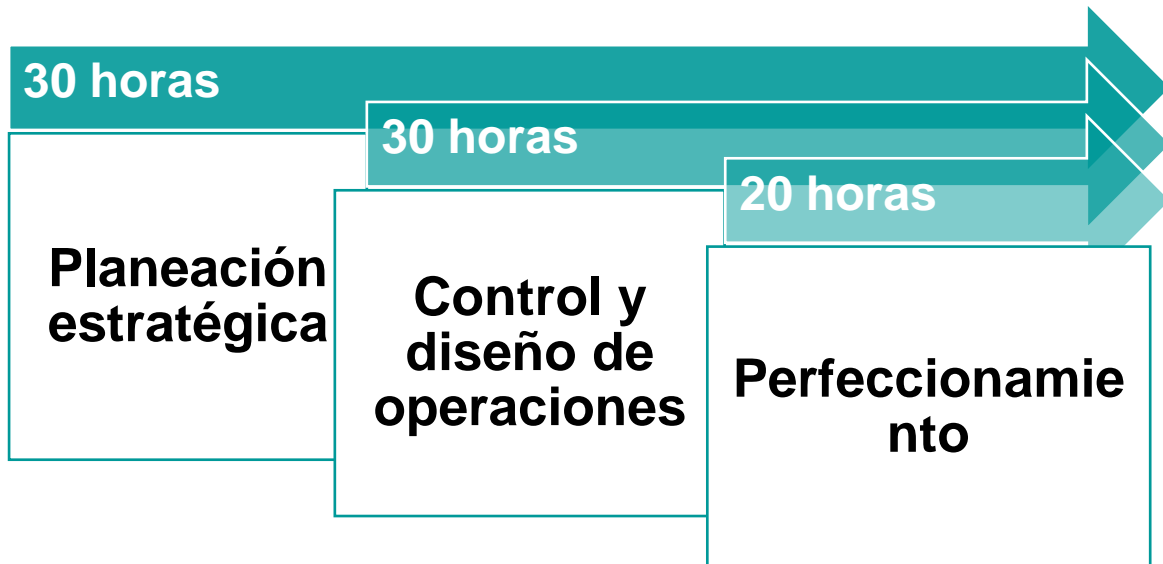 30 horas
Planeación
estratégica
30 horas
Control y
diseño de
operaciones
20 horas
Perfeccionamie
nto